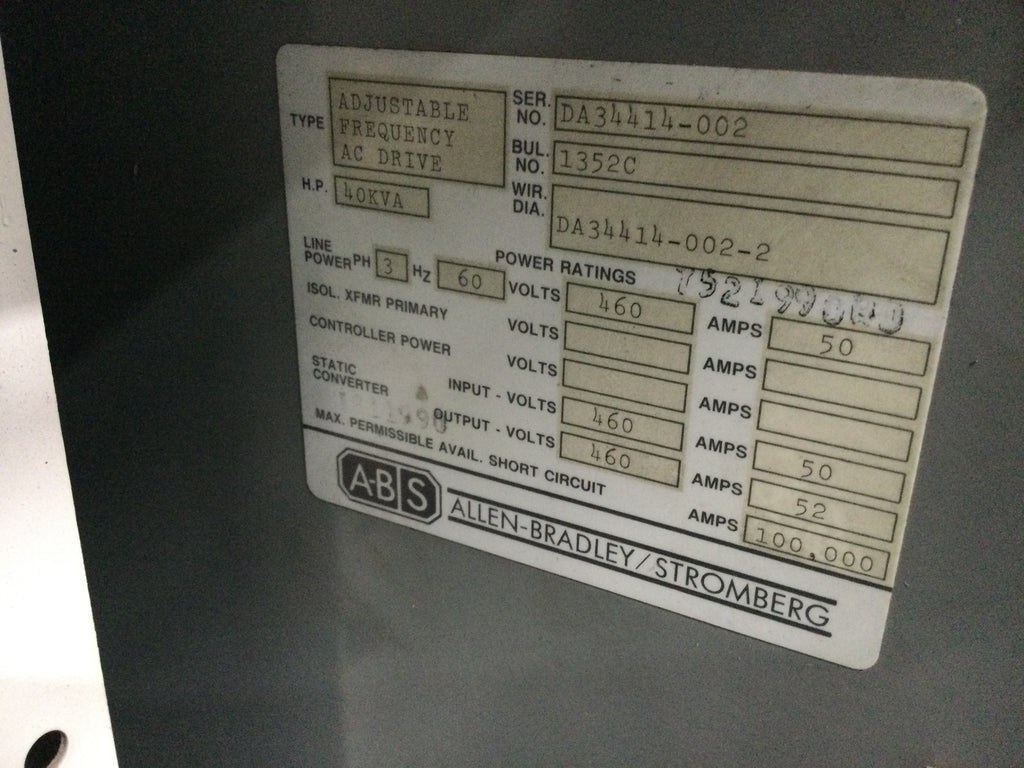 TYPE ADJUSTABLE FREQUENCY AC DRIVE
SER. NO. DA34414-002
BUL. NO. 1352C
H.P. 40KVA
WIR. DIA. DA34414-002-2
POWER RATINGS
LINE POWER PH 3 HZ 60 VOLTS 460 AMPS 50
ISOL. XFMR PRIMARY VOLTS AMPS
CONTROLLER POWER VOLTS AMPS
STATIC CONVERTER INPUT - VOLTS 460 AMPS 50
OUTPUT - VOLTS 460 AMPS 52
MAX. PERMISSIBLE AVAIL. SHORT CIRCUIT AMPS 100,000
A-B S
ALLEN-BRADLEY/STROMBERG